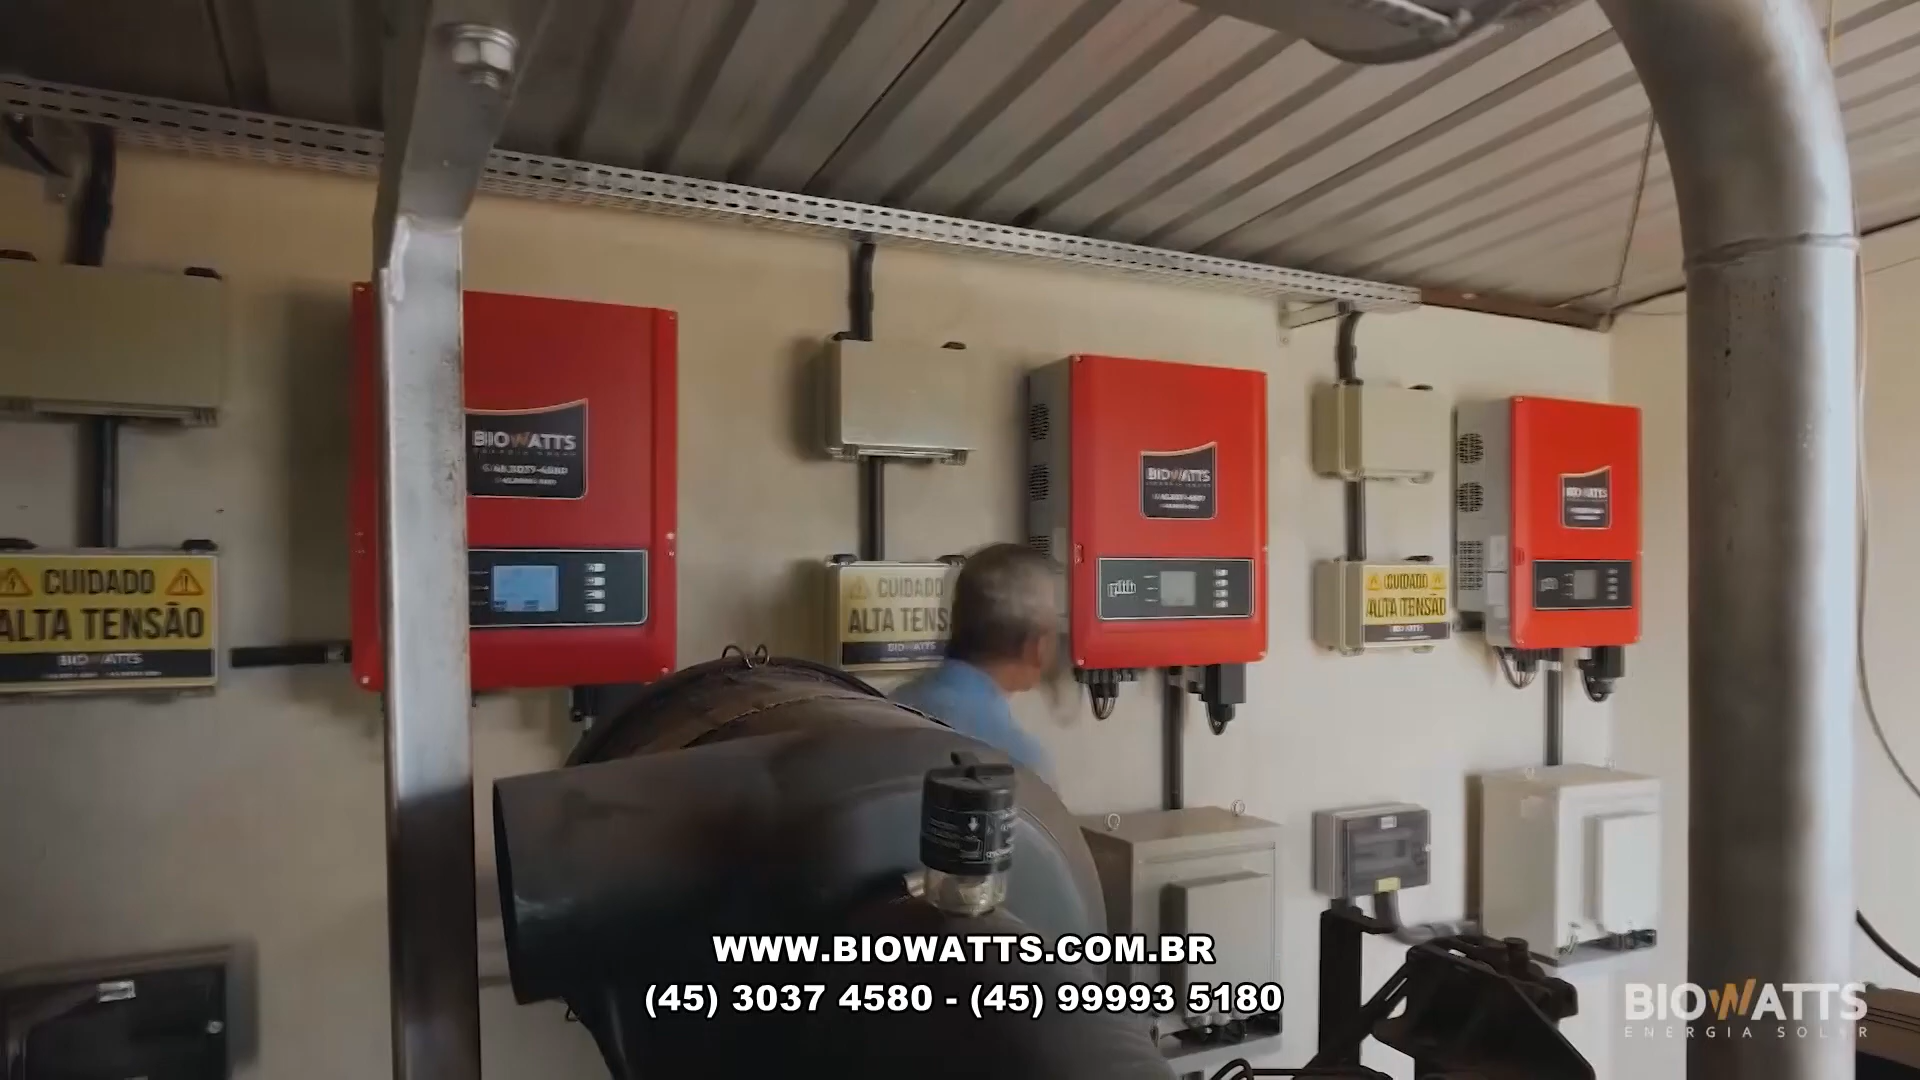 BIOWATTS
CUIDADO
ALTA TENSÃO
BIOWATTS
BIOWATTS
CUIDADO
ALTA TENS
BIOWATTS
BIOWATTS
CUIDADO
ALTA TENSÃO
BIOWATTS
WWW.BIOWATTS.COM.BR
(45) 3037 4580 - (45) 99993 5180
BIOWATTS
ENERGIA SOLAR